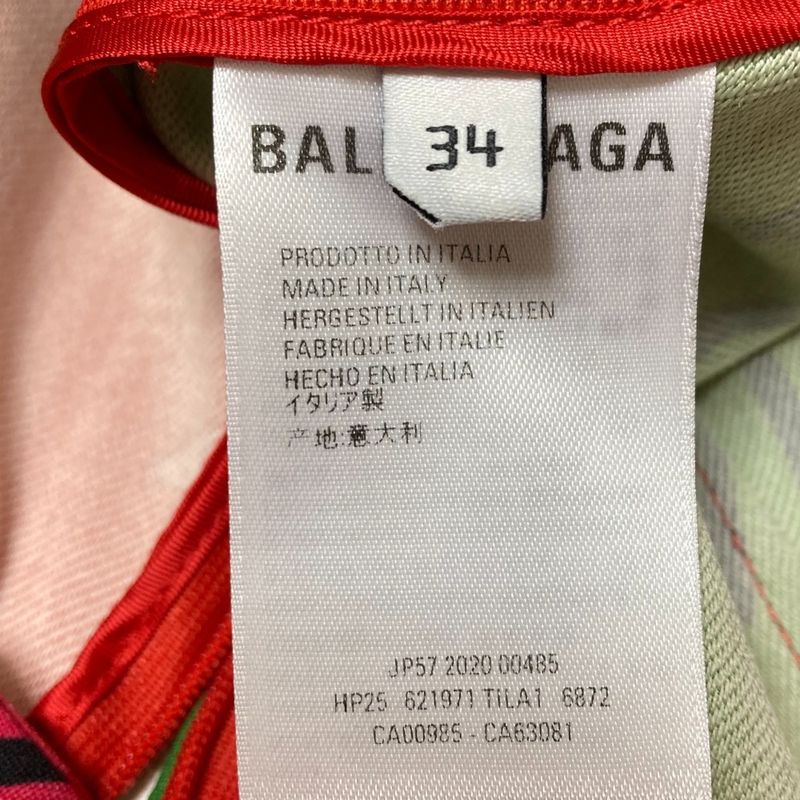 BAL AGA
34
PRODOTTO IN ITALIA
MADE IN ITALY
HERGESTELLT IN ITALIEN
FABRIQUE EN ITALIE
HECHO EN ITALIA
イタリア製
产地:意大利
JP57 2020 00485
HP25 621971 TiLA1 6872
CA00985 - CA63081